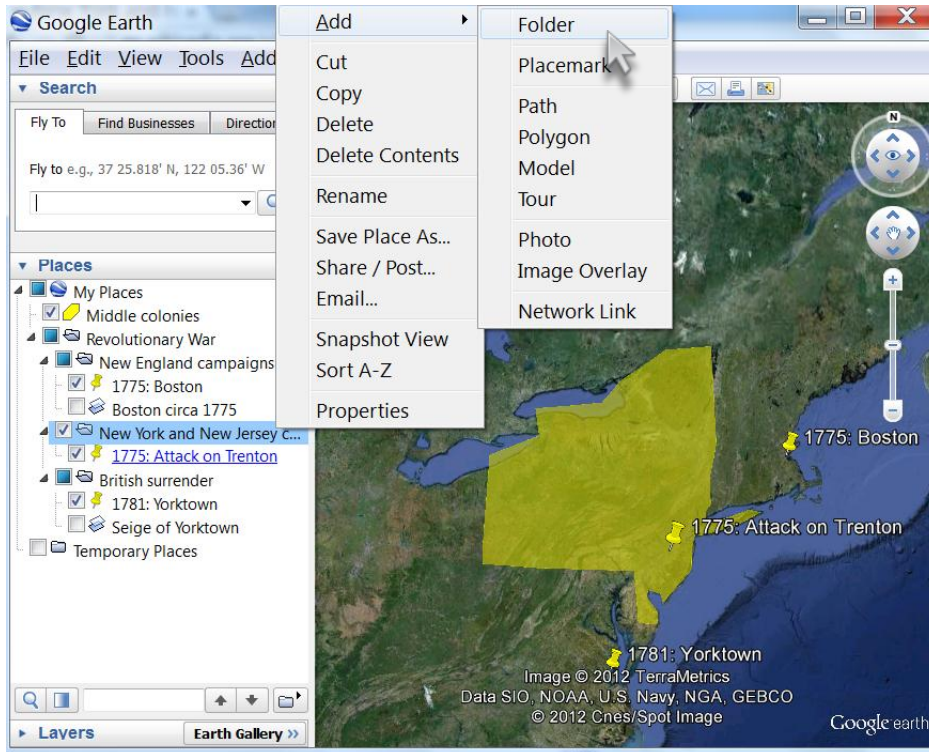 Google Earth
File Edit View Tools Add
Search
Fly To Find Businesses Direction
Fly to e.g., 37 25.818' N, 122 05.36' W
Places
My Places
Middle colonies
Revolutionary War
New England campaigns
1775: Boston
Boston circa 1775
New York and New Jersey c...
1775: Attack on Trenton
British surrender
1781: Yorktown
Seige of Yorktown
Temporary Places
Layers
Earth Gallery »
Add
Cut
Copy
Delete
Delete Contents
Rename
Save Place As...
Share / Post...
Email...
Snapshot View
Sort A-Z
Properties
Folder
Placemark
Path
Polygon
Model
Tour
Photo
Image Overlay
Network Link
N
1775: Boston
1775: Attack on Trenton
1781: Yorktown
Image © 2012 TerraMetrics
Data SIO, NOAA, U.S. Navy, NGA, GEBCO
© 2012 Cnes/Spot Image
Google earth